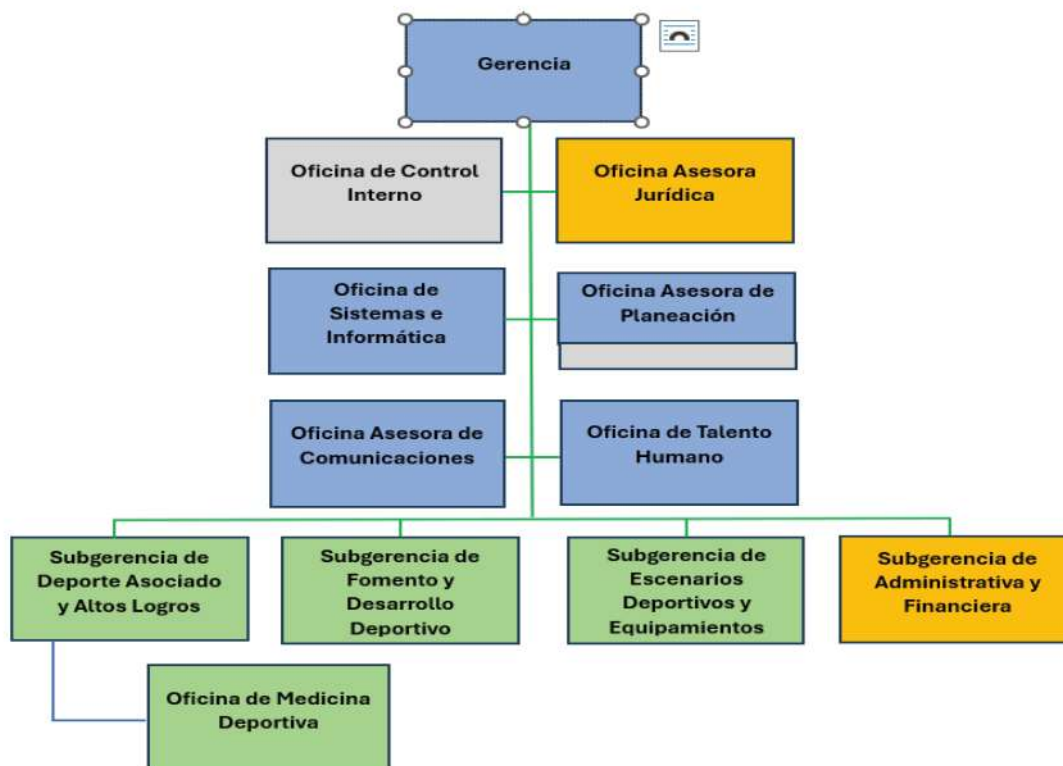 Gerencia
Oficina de Control
Interno
Oficina Asesora
Jurídica
Oficina de
Sistemas e
Informática
Oficina Asesora de
Planeación
Oficina Asesora de
Comunicaciones
Oficina de Talento
Humano
Subgerencia de
Deporte Asociado
y Altos Logros
Subgerencia de
Fomento y
Desarrollo
Deportivo
Subgerencia de
Escenarios
Deportivos y
Equipamientos
Subgerencia de
Administrativa y
Financiera
Oficina de Medicina
Deportiva